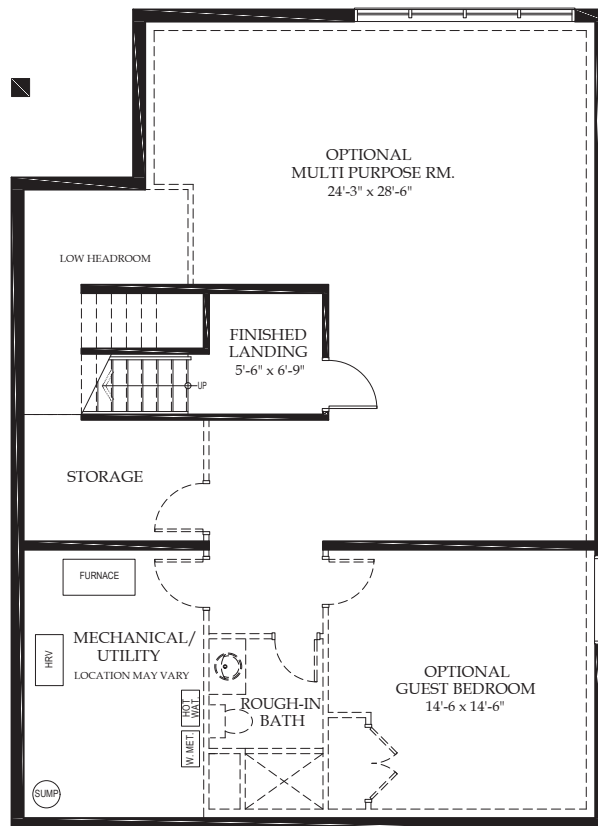 OPTIONAL
MULTI PURPOSE RM.
24'-3" x 28'-6"
LOW HEADROOM
FINISHED
LANDING
5'-6" x 6'-9"
UP
STORAGE
FURNACE
HRV
MECHANICAL/
UTILITY
LOCATION MAY VARY
HOT
WAT.
W. MET.
SUMP
ROUGH-IN
BATH
OPTIONAL
GUEST BEDROOM
14'-6 x 14'-6"